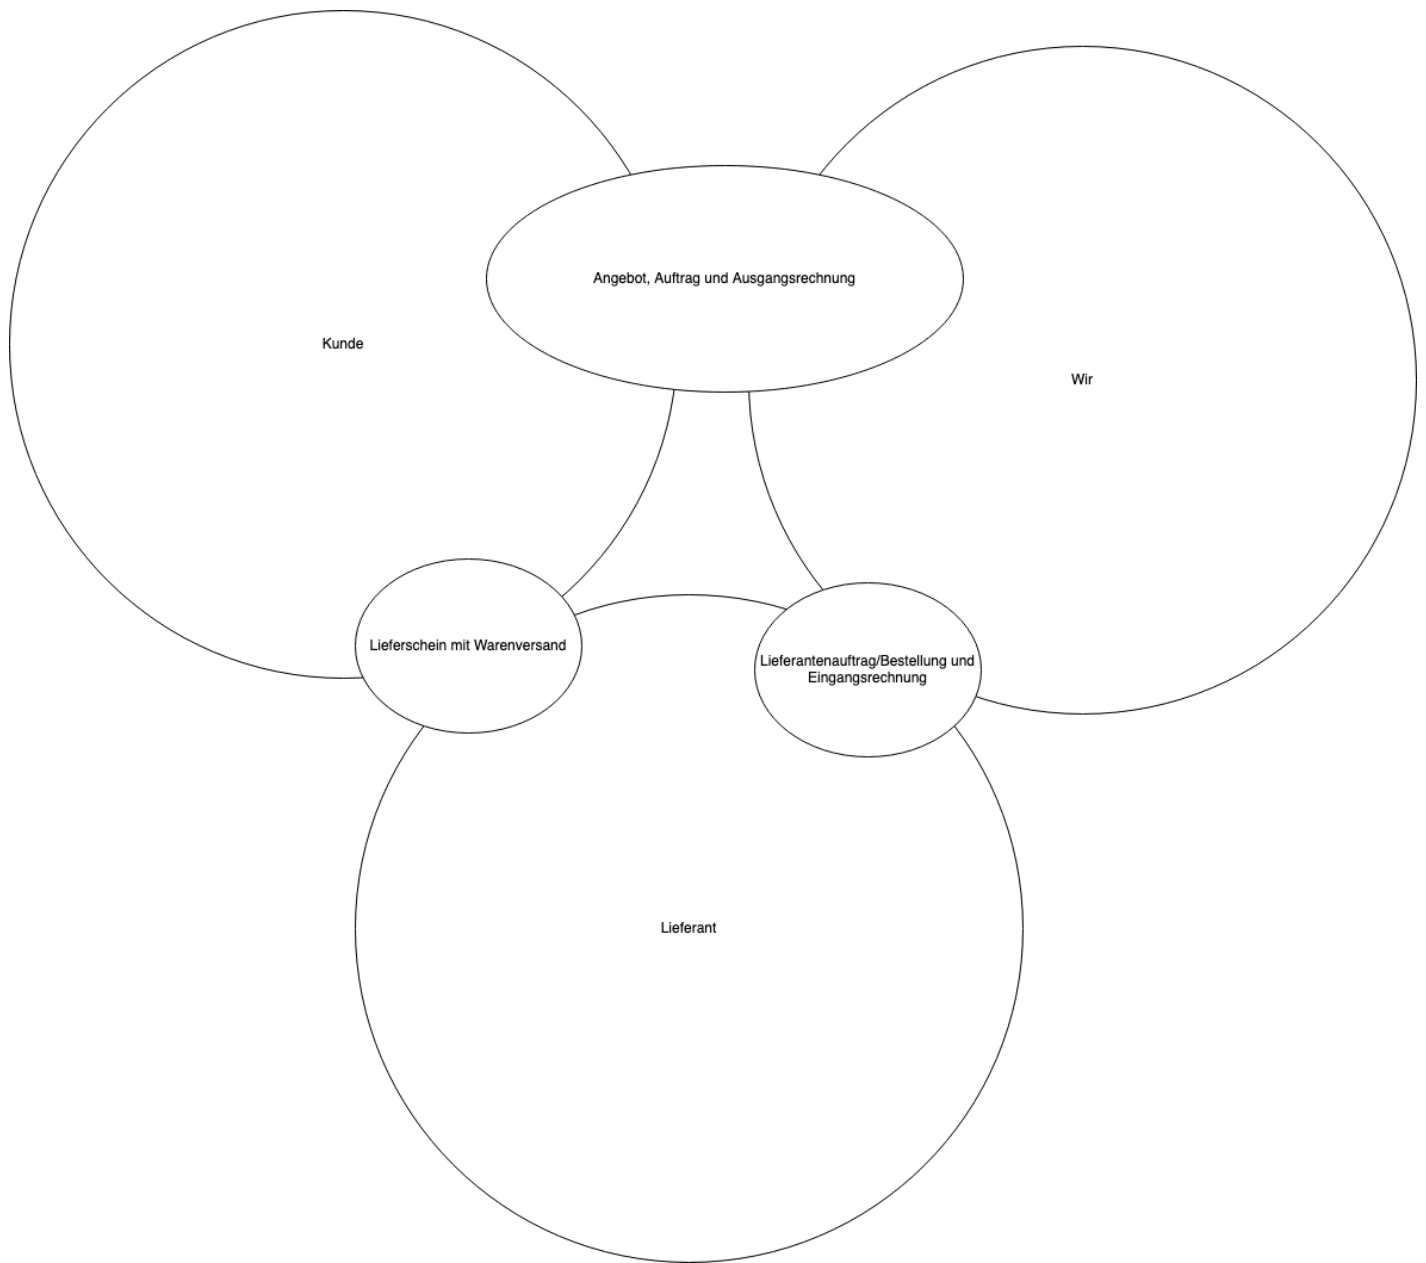 Angebot, Auftrag und Ausgangsrechnung
Kunde
Wir
Lieferschein mit Warenversand
Lieferantenauftrag/Bestellung und
Eingangsrechnung
Lieferant